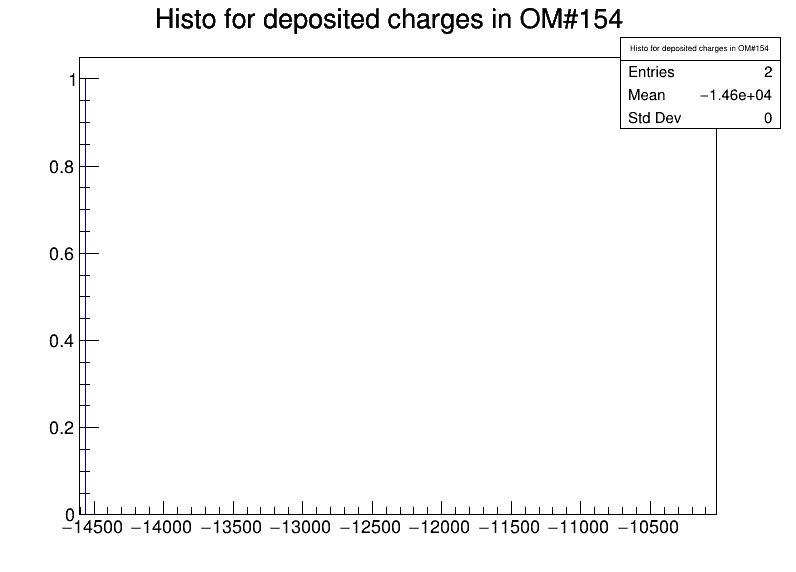 Histo for deposited charges in OM#154
Histo for deposited charges in OM#154
Entries 2
Mean −1.46e+04
Std Dev 0
1
0.8
0.6
0.4
0.2
0
−14500 −14000 −13500 −13000 −12500 −12000 −11500 −11000 −10500